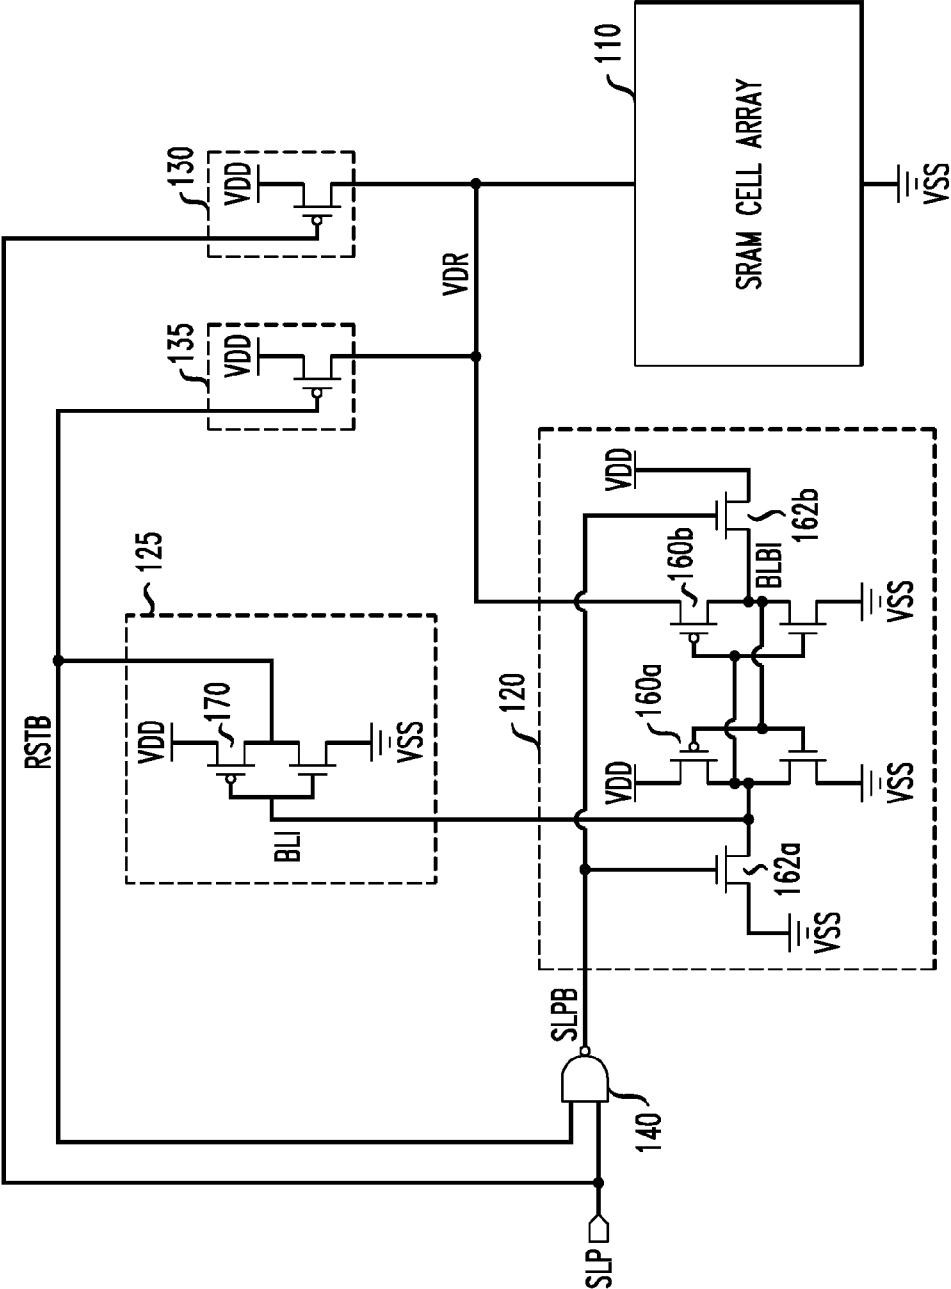 RSTB
VDD
125
135
130
170
VDD
VDD
BLI
VSS
VDR
120
SLPB
SLP
110
VDD
VDD
140
160a
160b
SRAM CELL ARRAY
BLBI
162a
162b
VSS
VSS
VSS
VSS